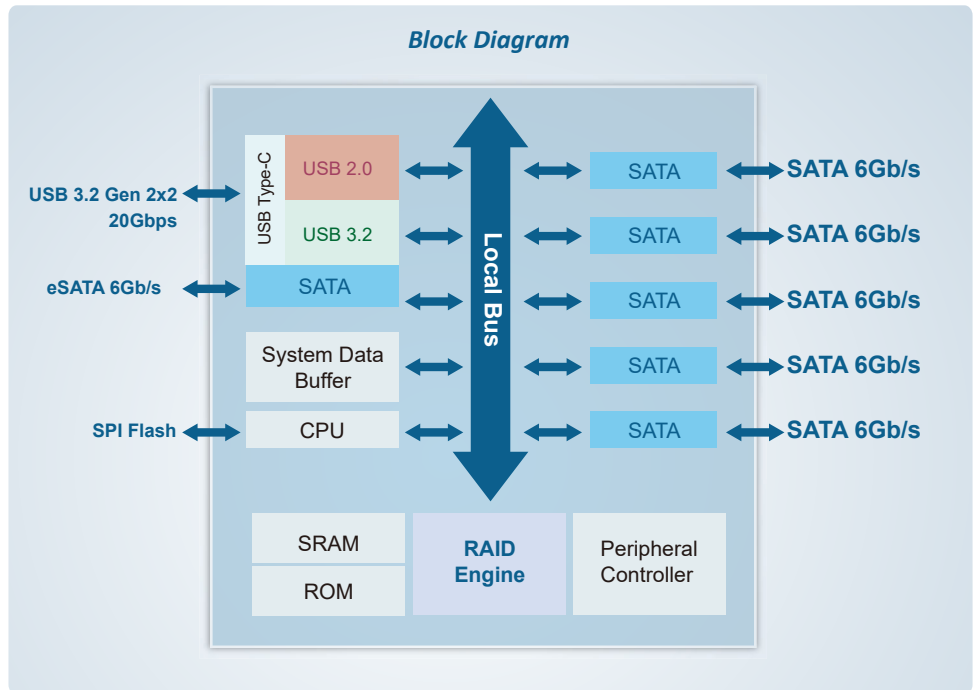 Block Diagram
USB 3.2 Gen 2x2
20Gbps
eSATA 6Gb/s
SPI Flash
USB Type-C
USB 2.0
USB 3.2
SATA
System Data
Buffer
CPU
Local Bus
SATA
SATA
SATA
SATA
SATA
SATA 6Gb/s
SATA 6Gb/s
SATA 6Gb/s
SATA 6Gb/s
SATA 6Gb/s
SRAM
ROM
RAID
Engine
Peripheral
Controller